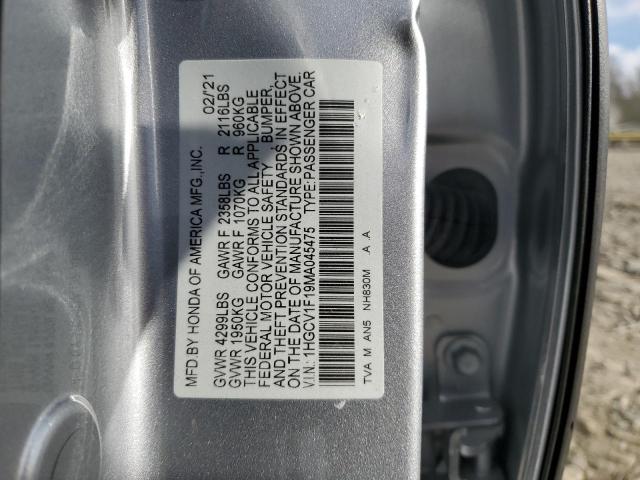 MFD.BY HONDA OF AMERICA MFG.,INC. 02/'21
GVWR 4299LBS GAWR F 2358LBS R 2116LBS
GVWR 1950KG GAWR F 1070KG R 960KG
THIS VEHICLE CONFORMS TO ALL APPLICABLE
FEDERAL MOTOR VEHICLE SAFETY , BUMPER,
AND THEFT PREVENTION STANDARDS IN EFFECT
ON THE DATE OF MANUFACTURE SHOWN ABOVE.
V.I.N.: 1HGCV1F19MA045475 TYPE:PASSENGER CAR
TVA M AN5 NH830M A .A